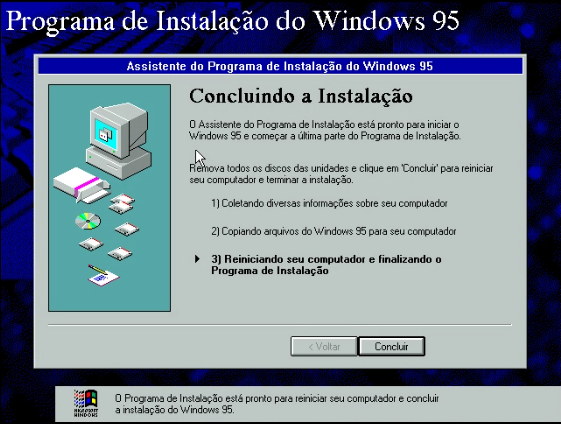 Programa de Instalação do Windows 95
Assistente do Programa de Instalação do Windows 95
Concluindo a Instalação
O Assistente do Programa de Instalação está pronto para iniciar o
Windows 95 e começar a última parte do Programa de Instalação.
Remova todos os discos das unidades e clique em 'Concluir' para reiniciar
seu computador e terminar a instalação.
1) Coletando diversas informações sobre seu computador
2) Copiando arquivos do Windows 95 para seu computador
3) Reiniciando seu computador e finalizando o
Programa de Instalação
< Voltar
Concluir
MICROSOFT
WINDOWS
O Programa de Instalação está pronto para reiniciar seu computador e concluir
a instalação do Windows 95.